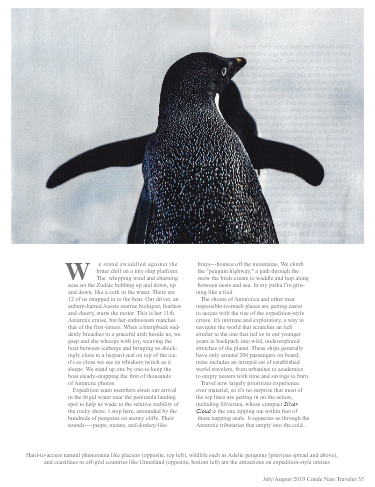 We stand swaddled against the
bitter chill on a tiny ship platform.
The whipping wind and churning
seas set the Zodiac bobbing up and down, up
and down, like a cork in the water. There are
12 of us strapped in to the boat. Our driver, an
auburn-haired Aussie marine biologist, fearless
and cheery, starts the motor. This is her 11th
Antarctic cruise, but her enthusiasm matches
that of the first-timers. When a humpback sud-
denly breaches in a graceful arch beside us, we
gasp and she whoops with joy, weaving the
boat between icebergs and bringing us shock-
ingly close to a leopard seal on top of the ice;
it's so close we see its whiskers twitch as it
sleeps. We stand up one by one to keep the
boat steady—snapping the first of thousands
of Antarctic photos.
Expedition team members await our arrival
in the frigid water near the peninsula landing
spot to help us wade to the relative stability of
the rocky shore. I stop here, surrounded by the
hundreds of penguins on snowy cliffs. Their
sounds—peeps, moans, and donkey-like
brays—bounce off the mountains. We climb
the "penguin highway," a path through the
snow the birds create to waddle and hop along
between nests and sea. In my parka I'm grin-
ning like a fool.
The shores of Antarctica and other near
impossible-to-reach places are getting easier
to access with the rise of the expedition-style
cruise. It's intimate and exploratory, a way to
navigate the world that scratches an itch
similar to the one that led us in our younger
years to backpack into wild, underexplored
stretches of the planet. These ships generally
have only around 200 passengers on board;
mine includes an intrepid set of established
world travelers, from urbanites to academics
to empty nesters with time and savings to burn.
Travel now largely prioritizes experience
over material, so it's no surprise that most of
the top lines are getting in on the action,
including Silversea, whose compact Silver
Cloud is the one zipping me within feet of
those napping seals. It squeezes us through the
Antarctic tributaries that empty into the cold
Hard-to-access natural phenomena like glaciers (opposite, top left), wildlife such as Adélie penguins (previous spread and above),
and coastlines in off-grid countries like Greenland (opposite, bottom left) are the attractions on expedition-style cruises
July/August 2019 Conde Nast Traveler 35